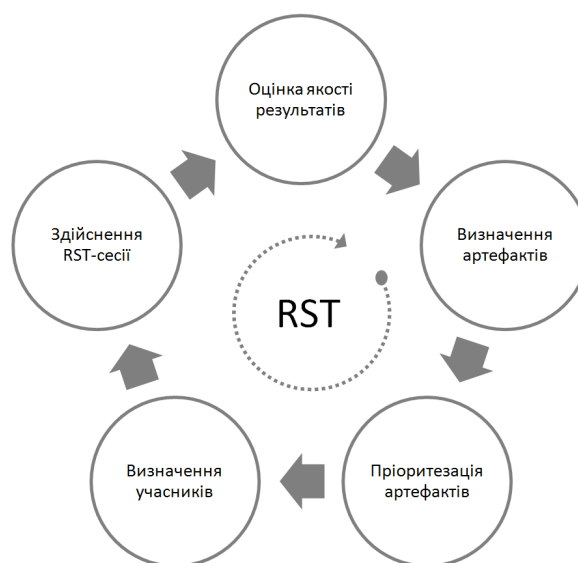 Оцінка якості
результатів
Визначення
артефактів
Пріоритезація
артефактів
Визначення
учасників
Здійснення
RST-сесії
RST